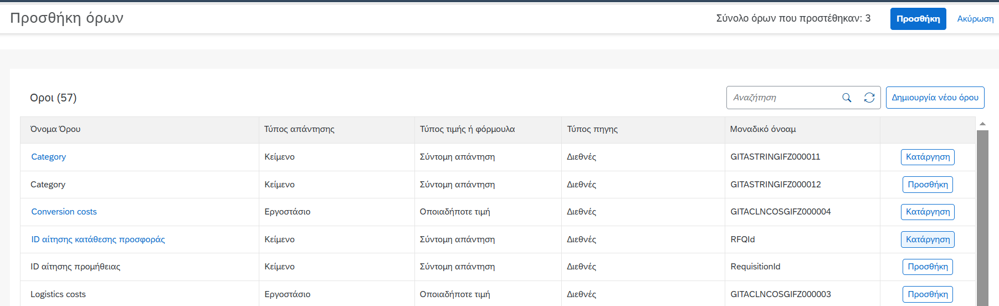 Προσθήκη όρων
Σύνολο όρων που προστέθηκαν: 3 Προσθήκη Ακύρωση
Οροι (57)
Αναζήτηση Δημιουργία νέου όρου
Όνομα Όρου Τύπος απάντησης Τύπος τιμής ή φόρμουλα Τύπος πηγης Μοναδικό όνοαμ
Category Κείμενο Σύντομη απάντηση Διεθνές GITASTRINGIFZ000011 Κατάργηση
Category Κείμενο Σύντομη απάντηση Διεθνές GITASTRINGIFZ000012 Προσθήκη
Conversion costs Εργοστάσιο Οποιαδήποτε τιμή Διεθνές GITACLNCOSGIFZ000004 Κατάργηση
ID αίτησης κατάθεσης προσφοράς Κείμενο Σύντομη απάντηση Διεθνές RFQId Κατάργηση
ID αίτησης προμήθειας Κείμενο Σύντομη απάντηση Διεθνές RequisitionId Προσθήκη
Logistics costs Εργοστάσιο Οποιαδήποτε τιμή Διεθνές GITACLNCOSGIFZ000003 Προσθήκη